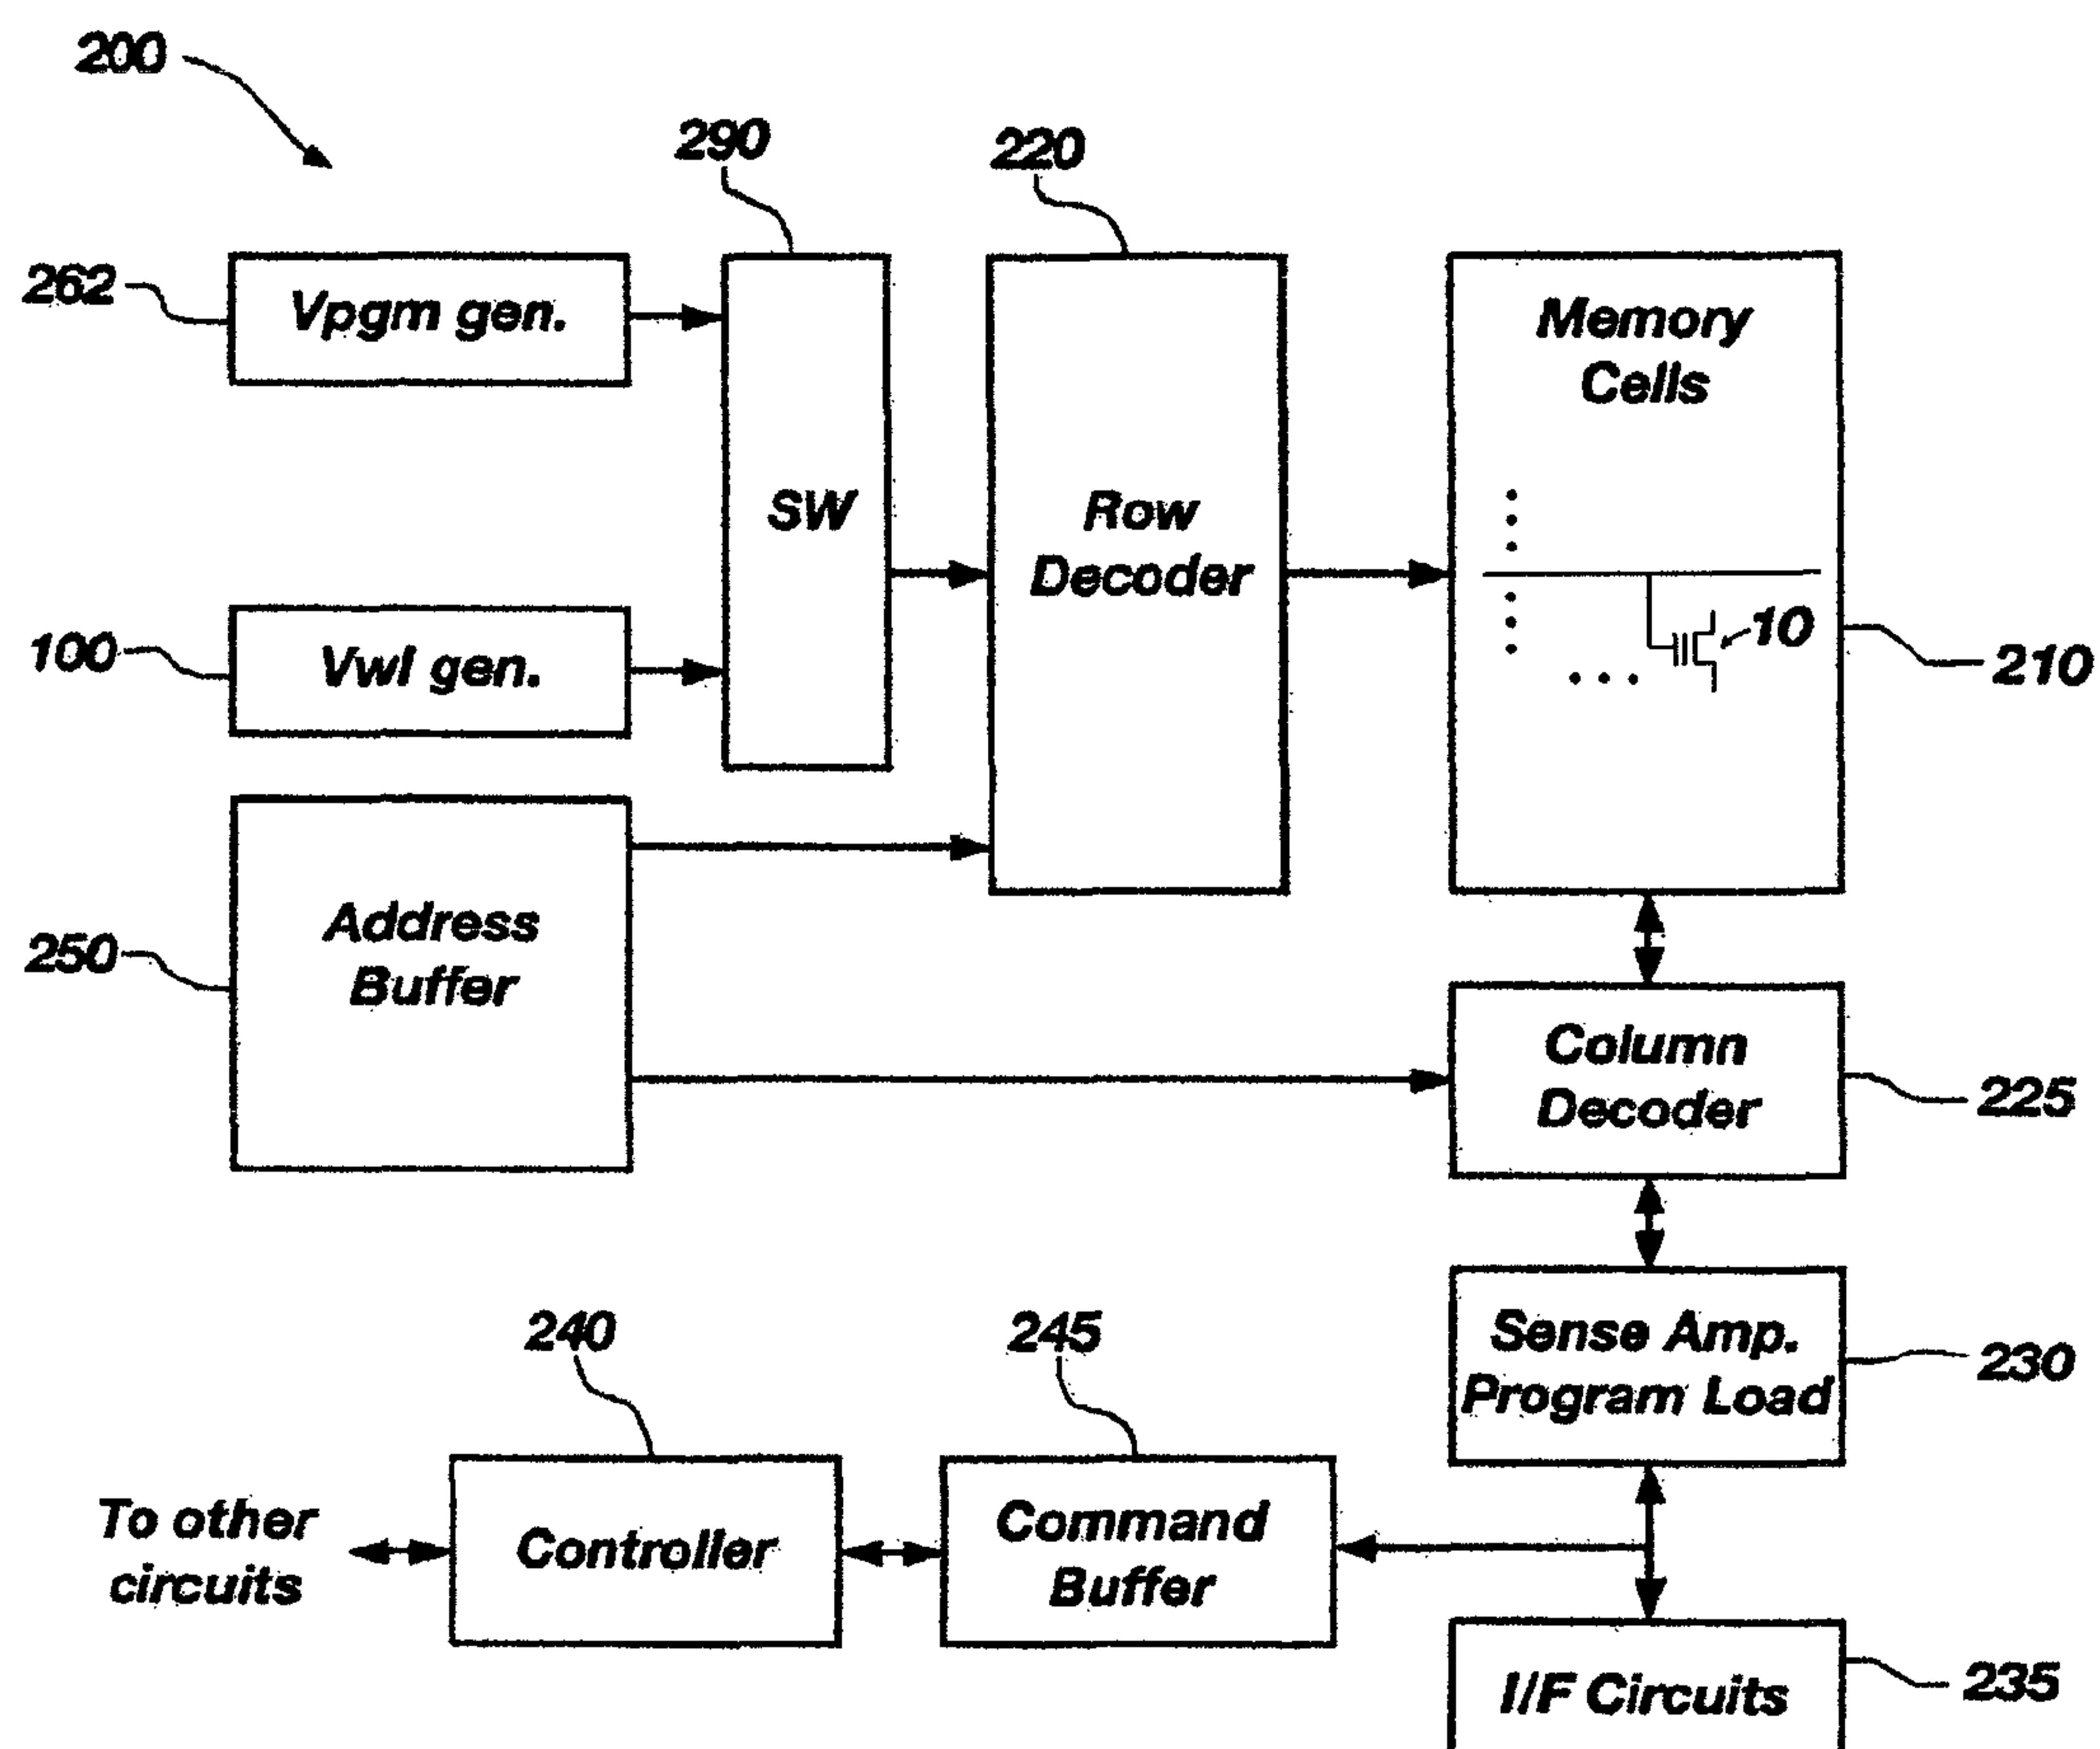 200
290
220
262
Vpgm gen.
SW
Row
Decoder
Memory
Cells
10
210
100
Vwl gen.
250
Address
Buffer
Column
Decoder
225
240
245
Sense Amp.
Program Load
230
To other
circuits
Controller
Command
Buffer
I/F Circuits
235